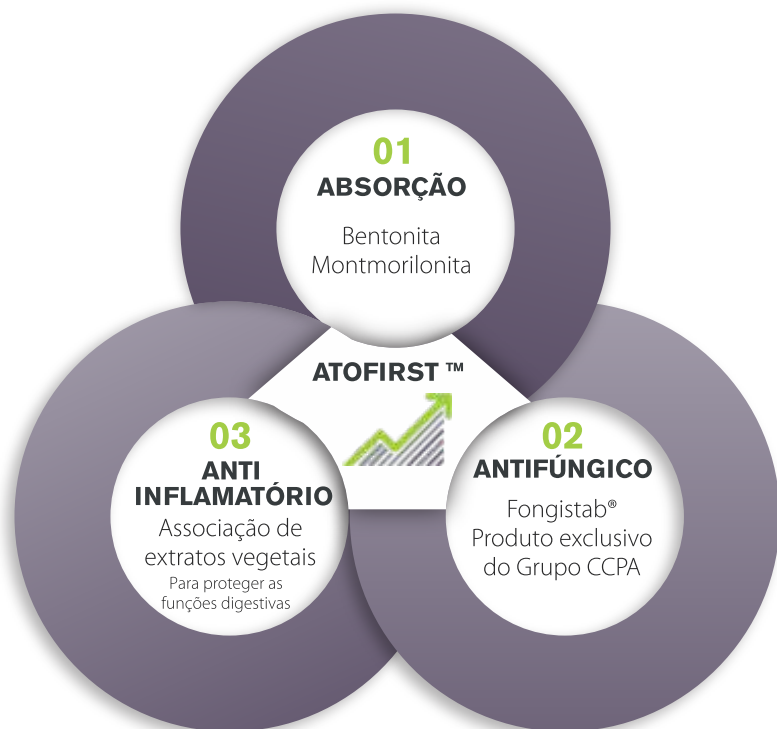 01
ABSORÇÃO
Bentonita
Montmorilonita
ATOFIRST ™
03
ANTI
INFLAMATÓRIO
Associação de
extratos vegetais
Para proteger as
funções digestivas
02
ANTIFÚNGICO
Fongistab®
Produto exclusivo
do Grupo CCPA